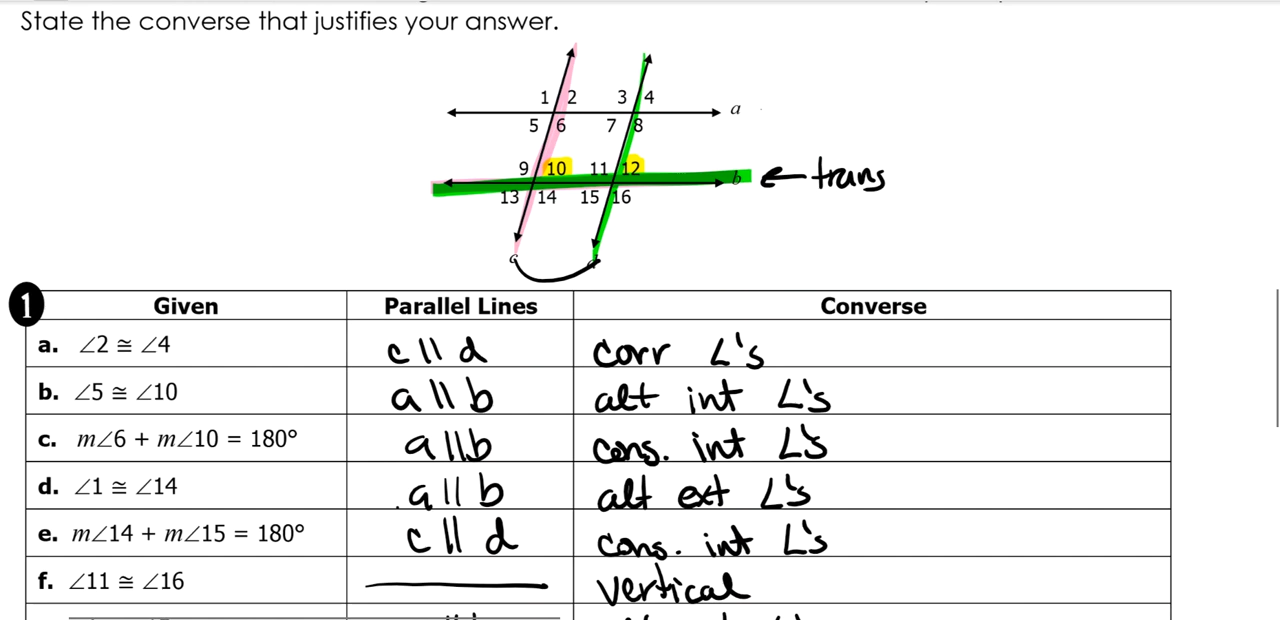 State the converse that justifies your answer.
1 2 3 4 a
5 6 7 8
9 10 11 12 b ← trans
13 14 15 16
c d
1 Given Parallel Lines Converse
a. ∠2 ≅ ∠4 c || d corr ∠'s
b. ∠5 ≅ ∠10 a || b alt int ∠'s
c. m∠6 + m∠10 = 180° a || b cons. int ∠'s
d. ∠1 ≅ ∠14 a || b alt ext ∠'s
e. m∠14 + m∠15 = 180° c || d cons. int ∠'s
f. ∠11 ≅ ∠16 — vertical